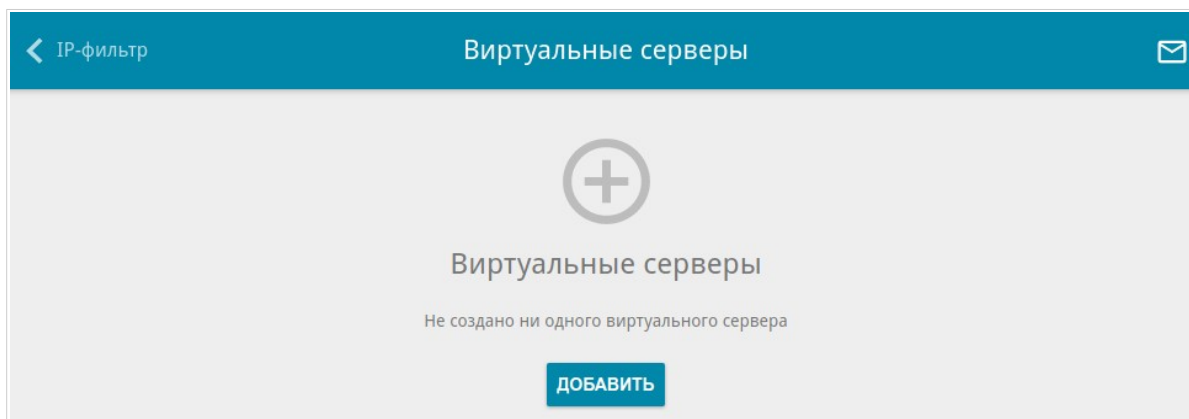 IP-фильтр
Виртуальные серверы
Виртуальные серверы
Не создано ни одного виртуального сервера
ДОБАВИТЬ